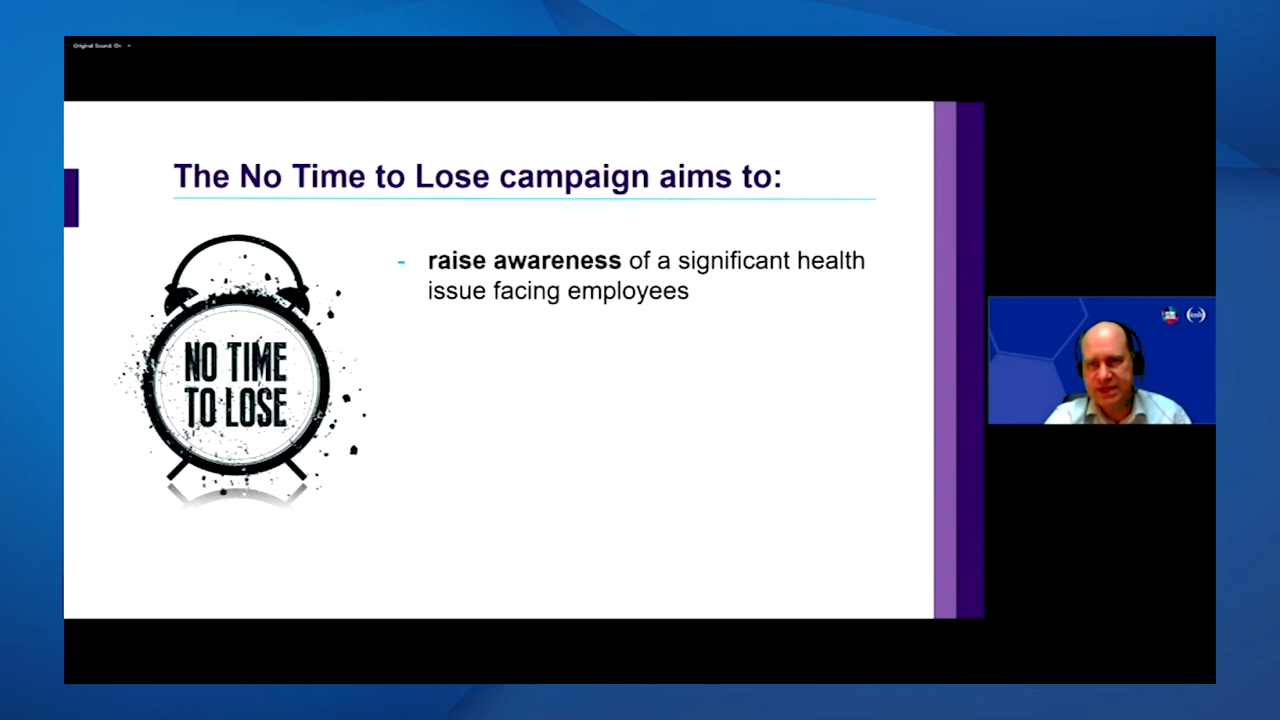 Original Sound: On
The No Time to Lose campaign aims to:
- raise awareness of a significant health
issue facing employees
NO TIME
TO LOSE